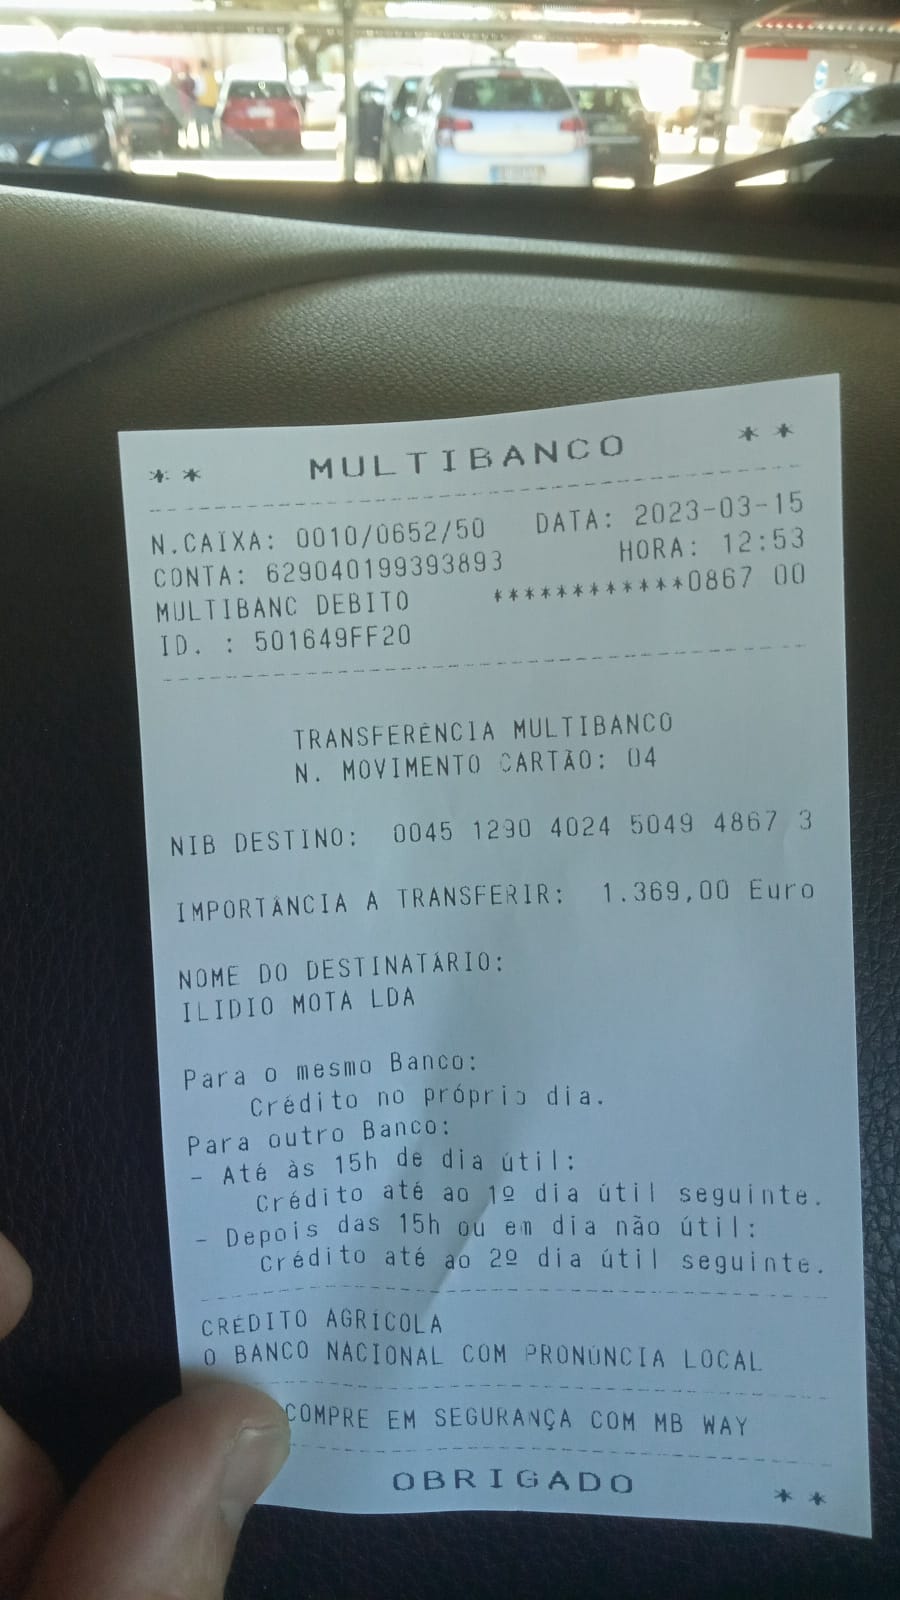 ** MULTIBANCO **
N.CAIXA: 0010/0652/50 DATA: 2023-03-15
CONTA: 629040199393893 HORA: 12:53
MULTIBANC DEBITO ************0867 00
ID. : 501649FF20
TRANSFERÊNCIA MULTIBANCO
N. MOVIMENTO CARTÃO: 04
NIB DESTINO: 0045 1290 4024 5049 4867 3
IMPORTÂNCIA A TRANSFERIR: 1.369,00 Euro
NOME DO DESTINATÁRIO:
ILIDIO MOTA LDA
Para o mesmo Banco:
Crédito no próprio dia.
Para outro Banco:
- Até às 15h de dia útil:
Crédito até ao 1º dia útil seguinte.
- Depois das 15h ou em dia não útil:
Crédito até ao 2º dia útil seguinte.
CRÉDITO AGRÍCOLA
O BANCO NACIONAL COM PRONÚNCIA LOCAL
COMPRE EM SEGURANÇA COM MB WAY
OBRIGADO **